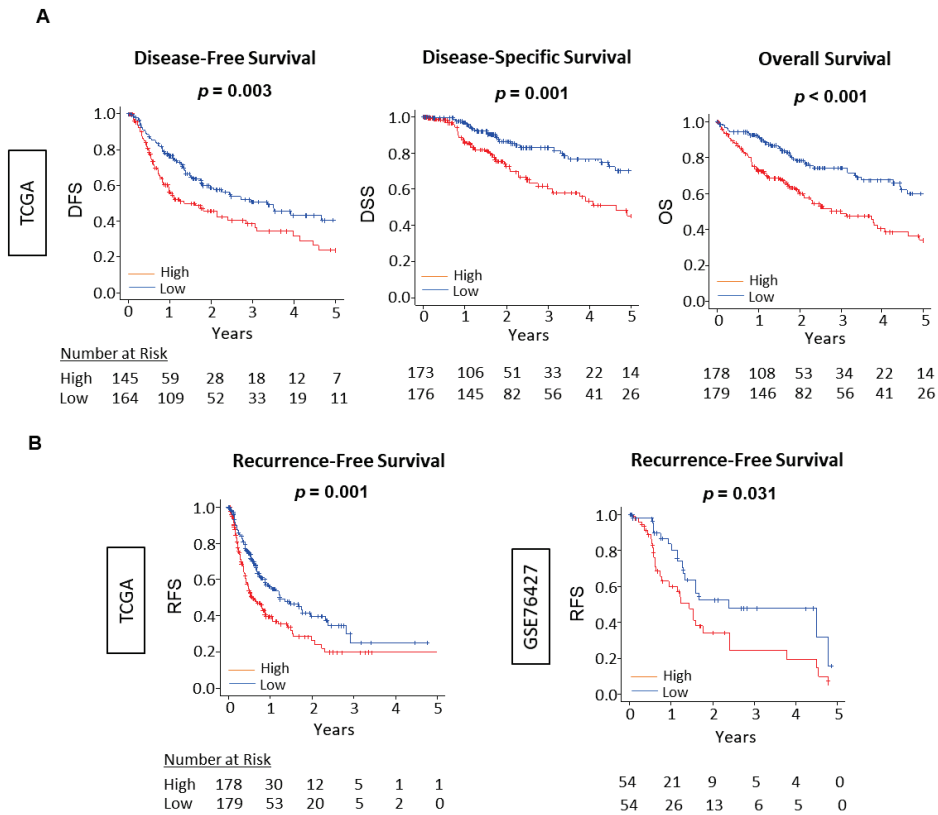 A
Disease-Free Survival
p = 0.003
TCGA
DFS
1.0
0.8
0.6
0.4
0.2
0.0
High
Low
0 1 2 3 4 5
Years
Number at Risk
High 145 59 28 18 12 7
Low 164 109 52 33 19 11
Disease-Specific Survival
p = 0.001
DSS
1.0
0.8
0.6
0.4
0.2
0.0
High
Low
0 1 2 3 4 5
Years
173 106 51 33 22 14
176 145 82 56 41 26
Overall Survival
p < 0.001
OS
1.0
0.8
0.6
0.4
0.2
0.0
High
Low
0 1 2 3 4 5
Years
178 108 53 34 22 14
179 146 82 56 41 26
B
Recurrence-Free Survival
p = 0.001
TCGA
RFS
1.0
0.8
0.6
0.4
0.2
0.0
High
Low
0 1 2 3 4 5
Years
Number at Risk
High 178 30 12 5 1 1
Low 179 53 20 5 2 0
Recurrence-Free Survival
p = 0.031
GSE76427
RFS
1.0
0.8
0.6
0.4
0.2
0.0
High
Low
0 1 2 3 4 5
Years
54 21 9 5 4 0
54 26 13 6 5 0